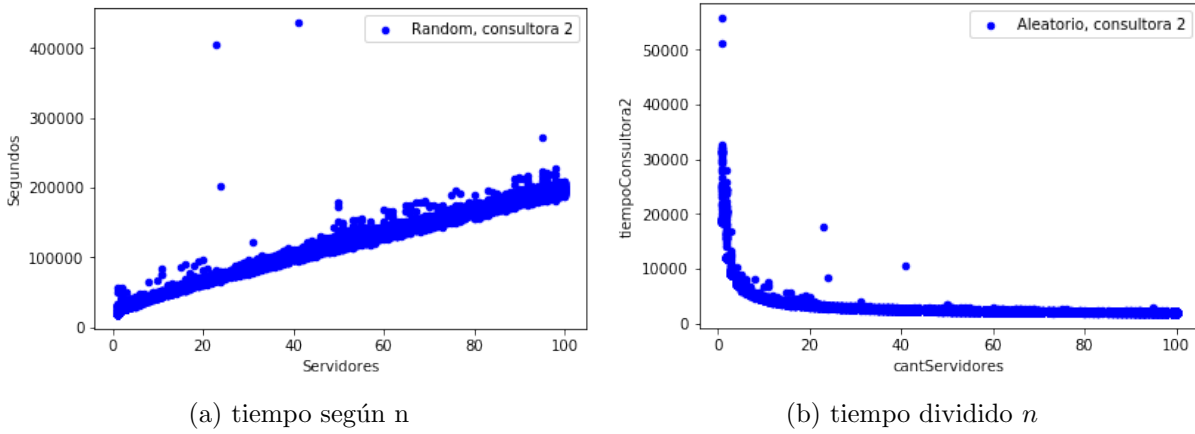 400000
300000
200000
100000
0
Segundos
Random, consultora 2
0 20 40 60 80 100
Servidores
(a) tiempo según n
50000
40000
30000
20000
10000
0
tiempoConsultora2
Aleatorio, consultora 2
0 20 40 60 80 100
cantServidores
(b) tiempo dividido n